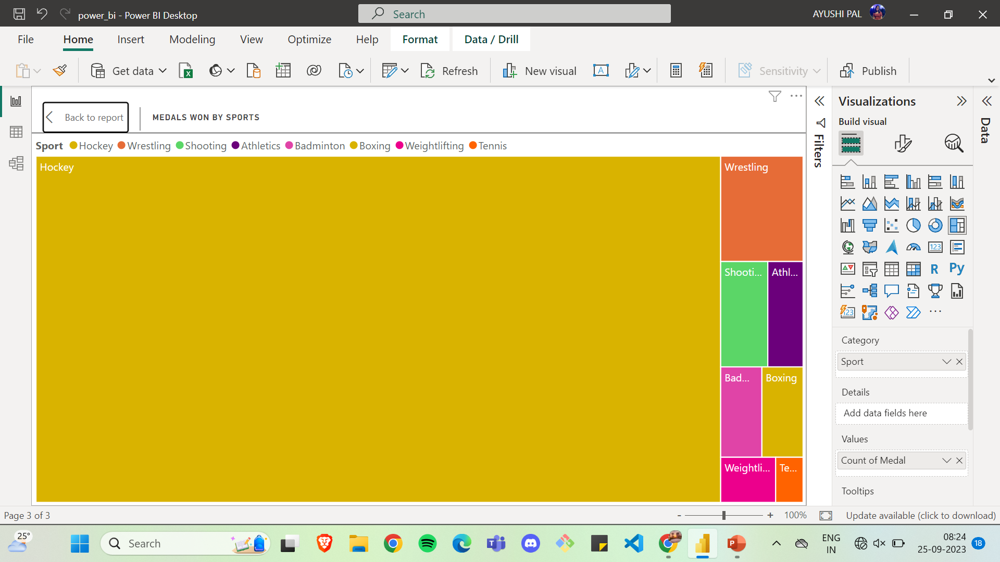 power_bi - Power BI Desktop
Search
AYUSHI PAL
File Home Insert Modeling View Optimize Help Format Data / Drill
Get data Refresh New visual A Sensitivity Publish
Back to report
MEDALS WON BY SPORTS
Sport Hockey Wrestling Shooting Athletics Badminton Boxing Weightlifting Tennis
Hockey
Wrestling
Shooti...
Athl...
Bad...
Boxing
Weightli...
Te...
Filters
Visualizations
Build visual
123
R
Py
123
Category
Sport
Details
Add data fields here
Values
Count of Medal
Tooltips
Data
Page 3 of 3
- + 100%
Update available (click to download)
25°
Search
ENG
IN
08:24
25-09-2023
18